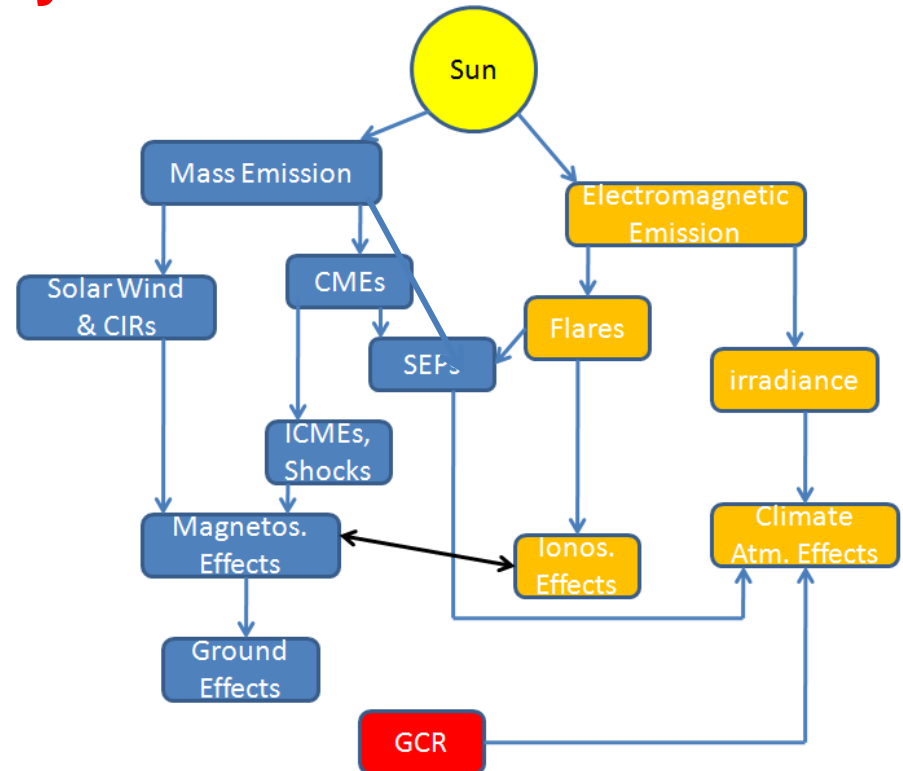 Sun
Mass Emission
Electromagnetic
Emission
Solar Wind
& CIRs
CMEs
Flares
SEPs
irradiance
ICMEs,
Shocks
Magnetos.
Effects
Ionos.
Effects
Climate
Atm. Effects
Ground
Effects
GCR